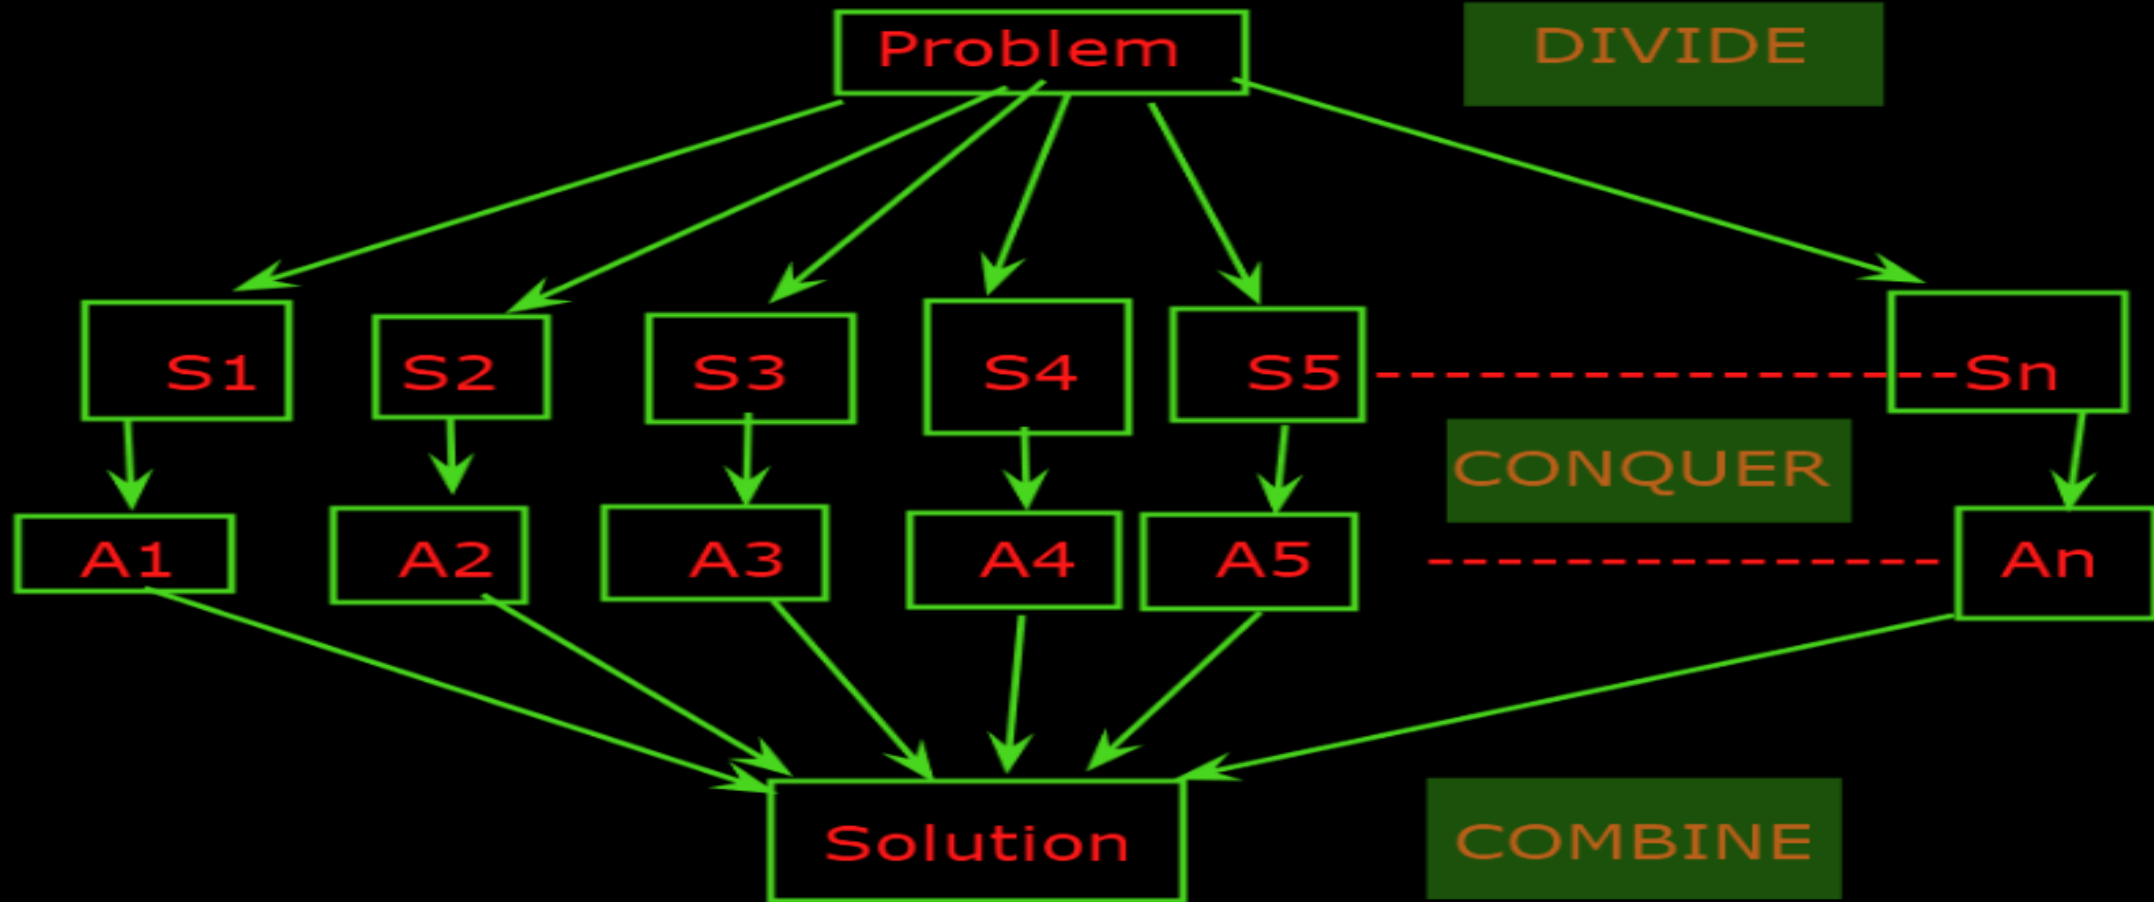 Problem
DIVIDE
S1 S2 S3 S4 S5 Sn
CONQUER
A1 A2 A3 A4 A5 An
Solution
COMBINE